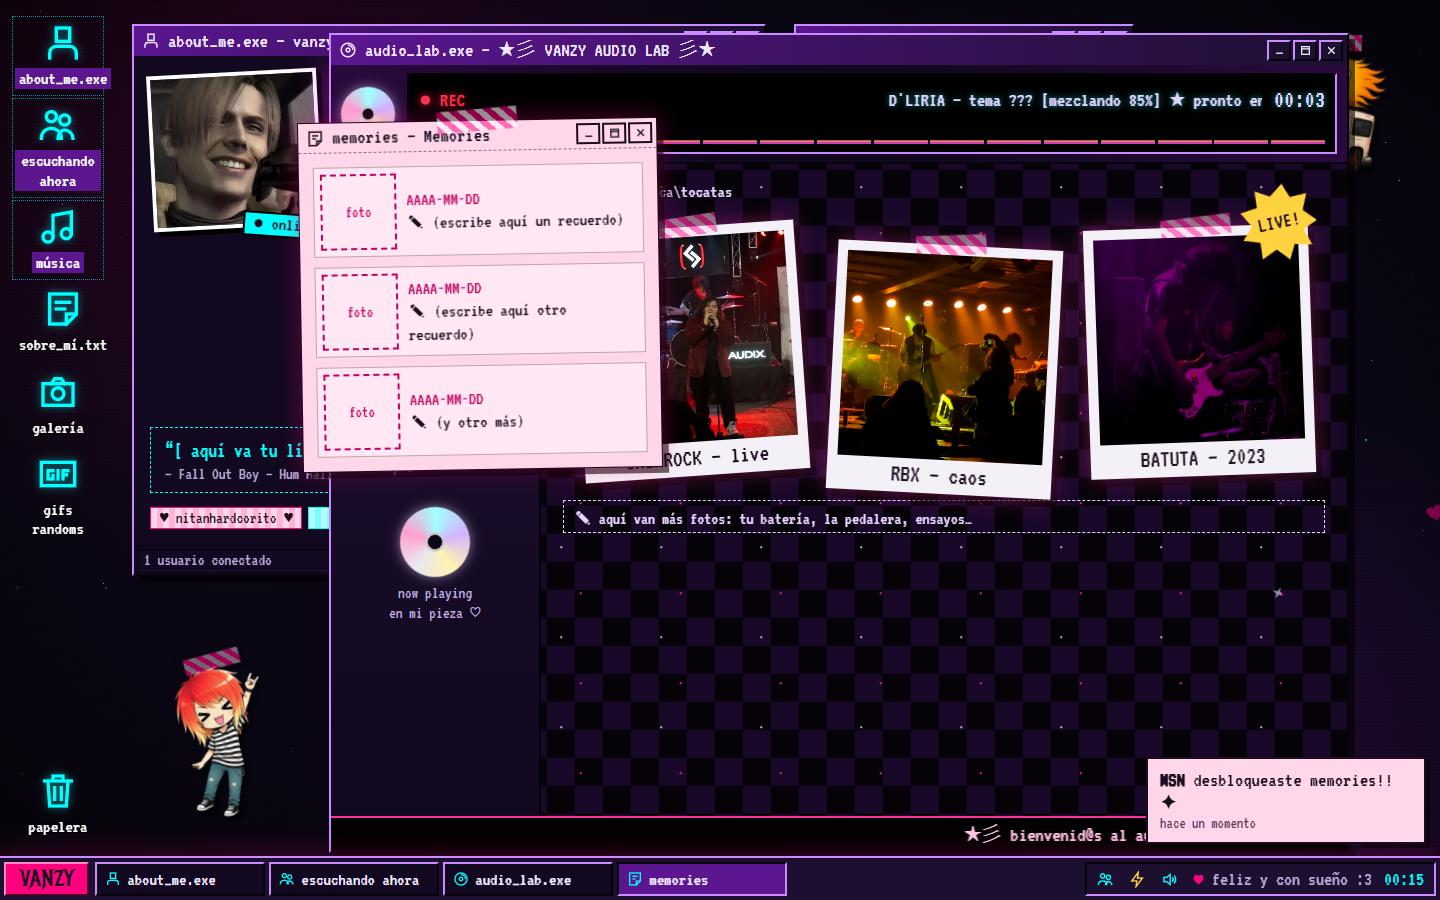 about_me.exe
escuchando
ahora
música
sobre_mi.txt
galería
GIF
gifs
randoms
papelera
about_me.exe - vanzy
onli
“[ aquí va tu lí
- Fall Out Boy - Hum Hall
♥ nitanhardcorito ♥
1 usuario conectado
audio_lab.exe - ★彡 VANZY AUDIO LAB 彡★
● REC
D'LIRIA - tema ??? [mezclando 85%] ★ pronto en
00:03
ca\tocatas
memories - Memories
foto
AAAA-MM-DD
(escribe aquí un recuerdo)
foto
AAAA-MM-DD
(escribe aquí otro
recuerdo)
foto
AAAA-MM-DD
(y otro más)
AUDIX
ROCK - live
RBX - caos
LIVE!
BATUTA - 2023
aquí van más fotos: tu batería, la pedalera, ensayos…
now playing
en mi pieza ♡
★彡 bienvenid@s al au
MSN desbloqueaste memories!!
✦
hace un momento
VANZY
about_me.exe
escuchando ahora
audio_lab.exe
memories
♥ feliz y con sueño :3
00:15